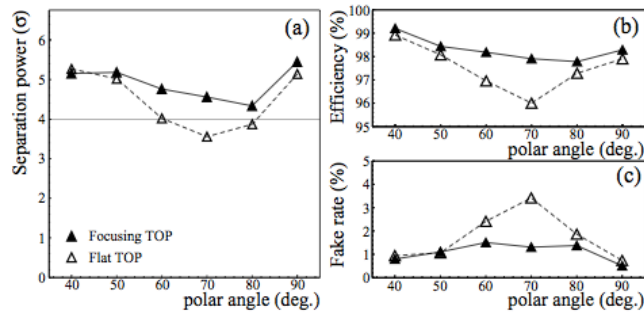 (a)
Separation power (σ)
6
5
4
3
2
1
0
Focusing TOP
Flat TOP
40 50 60 70 80 90
polar angle (deg.)
(b)
Efficiency (%)
100
99
98
97
96
95
40 50 60 70 80 90
polar angle (deg.)
(c)
Fake rate (%)
5
4
3
2
1
0
40 50 60 70 80 90
polar angle (deg.)